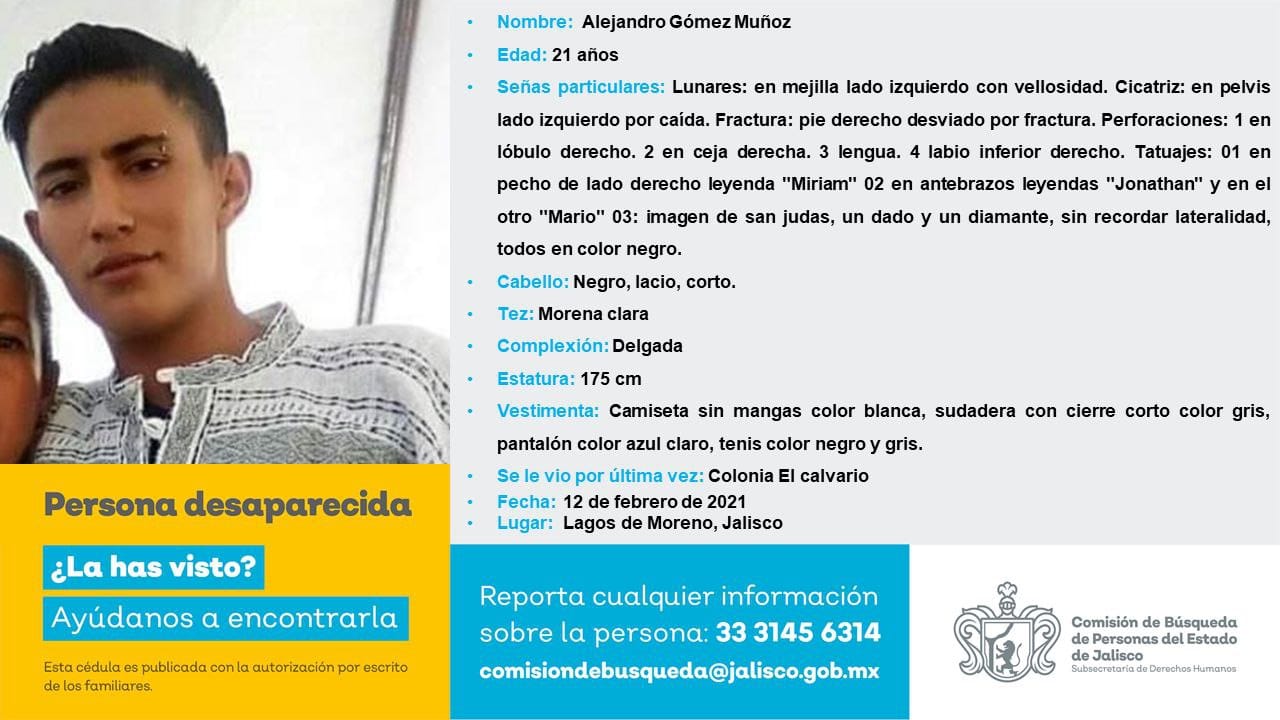 • Nombre: Alejandro Gómez Muñoz
• Edad: 21 años
• Señas particulares: Lunares: en mejilla lado izquierdo con vellosidad. Cicatriz: en pelvis
lado izquierdo por caída. Fractura: pie derecho desviado por fractura. Perforaciones: 1 en
lóbulo derecho. 2 en ceja derecha. 3 lengua. 4 labio inferior derecho. Tatuajes: 01 en
pecho de lado derecho leyenda "Miriam" 02 en antebrazos leyendas "Jonathan" y en el
otro "Mario" 03: imagen de san judas, un dado y un diamante, sin recordar lateralidad,
todos en color negro.
• Cabello: Negro, lacio, corto.
• Tez: Morena clara
• Complexión: Delgada
• Estatura: 175 cm
• Vestimenta: Camiseta sin mangas color blanca, sudadera con cierre corto color gris,
pantalón color azul claro, tenis color negro y gris.
• Se le vio por última vez: Colonia El calvario
• Fecha: 12 de febrero de 2021
• Lugar: Lagos de Moreno, Jalisco
Persona desaparecida
¿La has visto?
Ayúdanos a encontrarla
Esta cédula es publicada con la autorización por escrito
de los familiares.
Reporta cualquier información
sobre la persona: 33 3145 6314
comisiondebusqueda@jalisco.gob.mx
Comisión de Búsqueda
de Personas del Estado
de Jalisco
Subsecretaría de Derechos Humanos